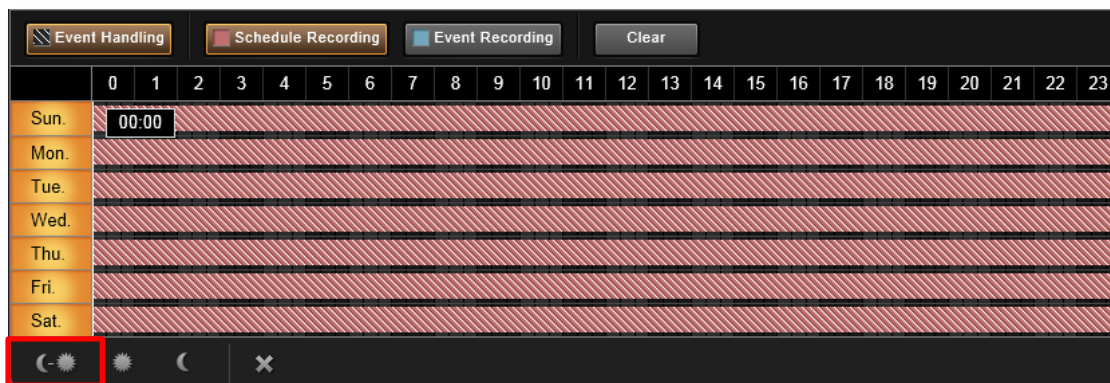 Event Handling Schedule Recording Event Recording Clear
0 1 2 3 4 5 6 7 8 9 10 11 12 13 14 15 16 17 18 19 20 21 22 23
Sun. 00:00
Mon.
Tue.
Wed.
Thu.
Fri.
Sat.